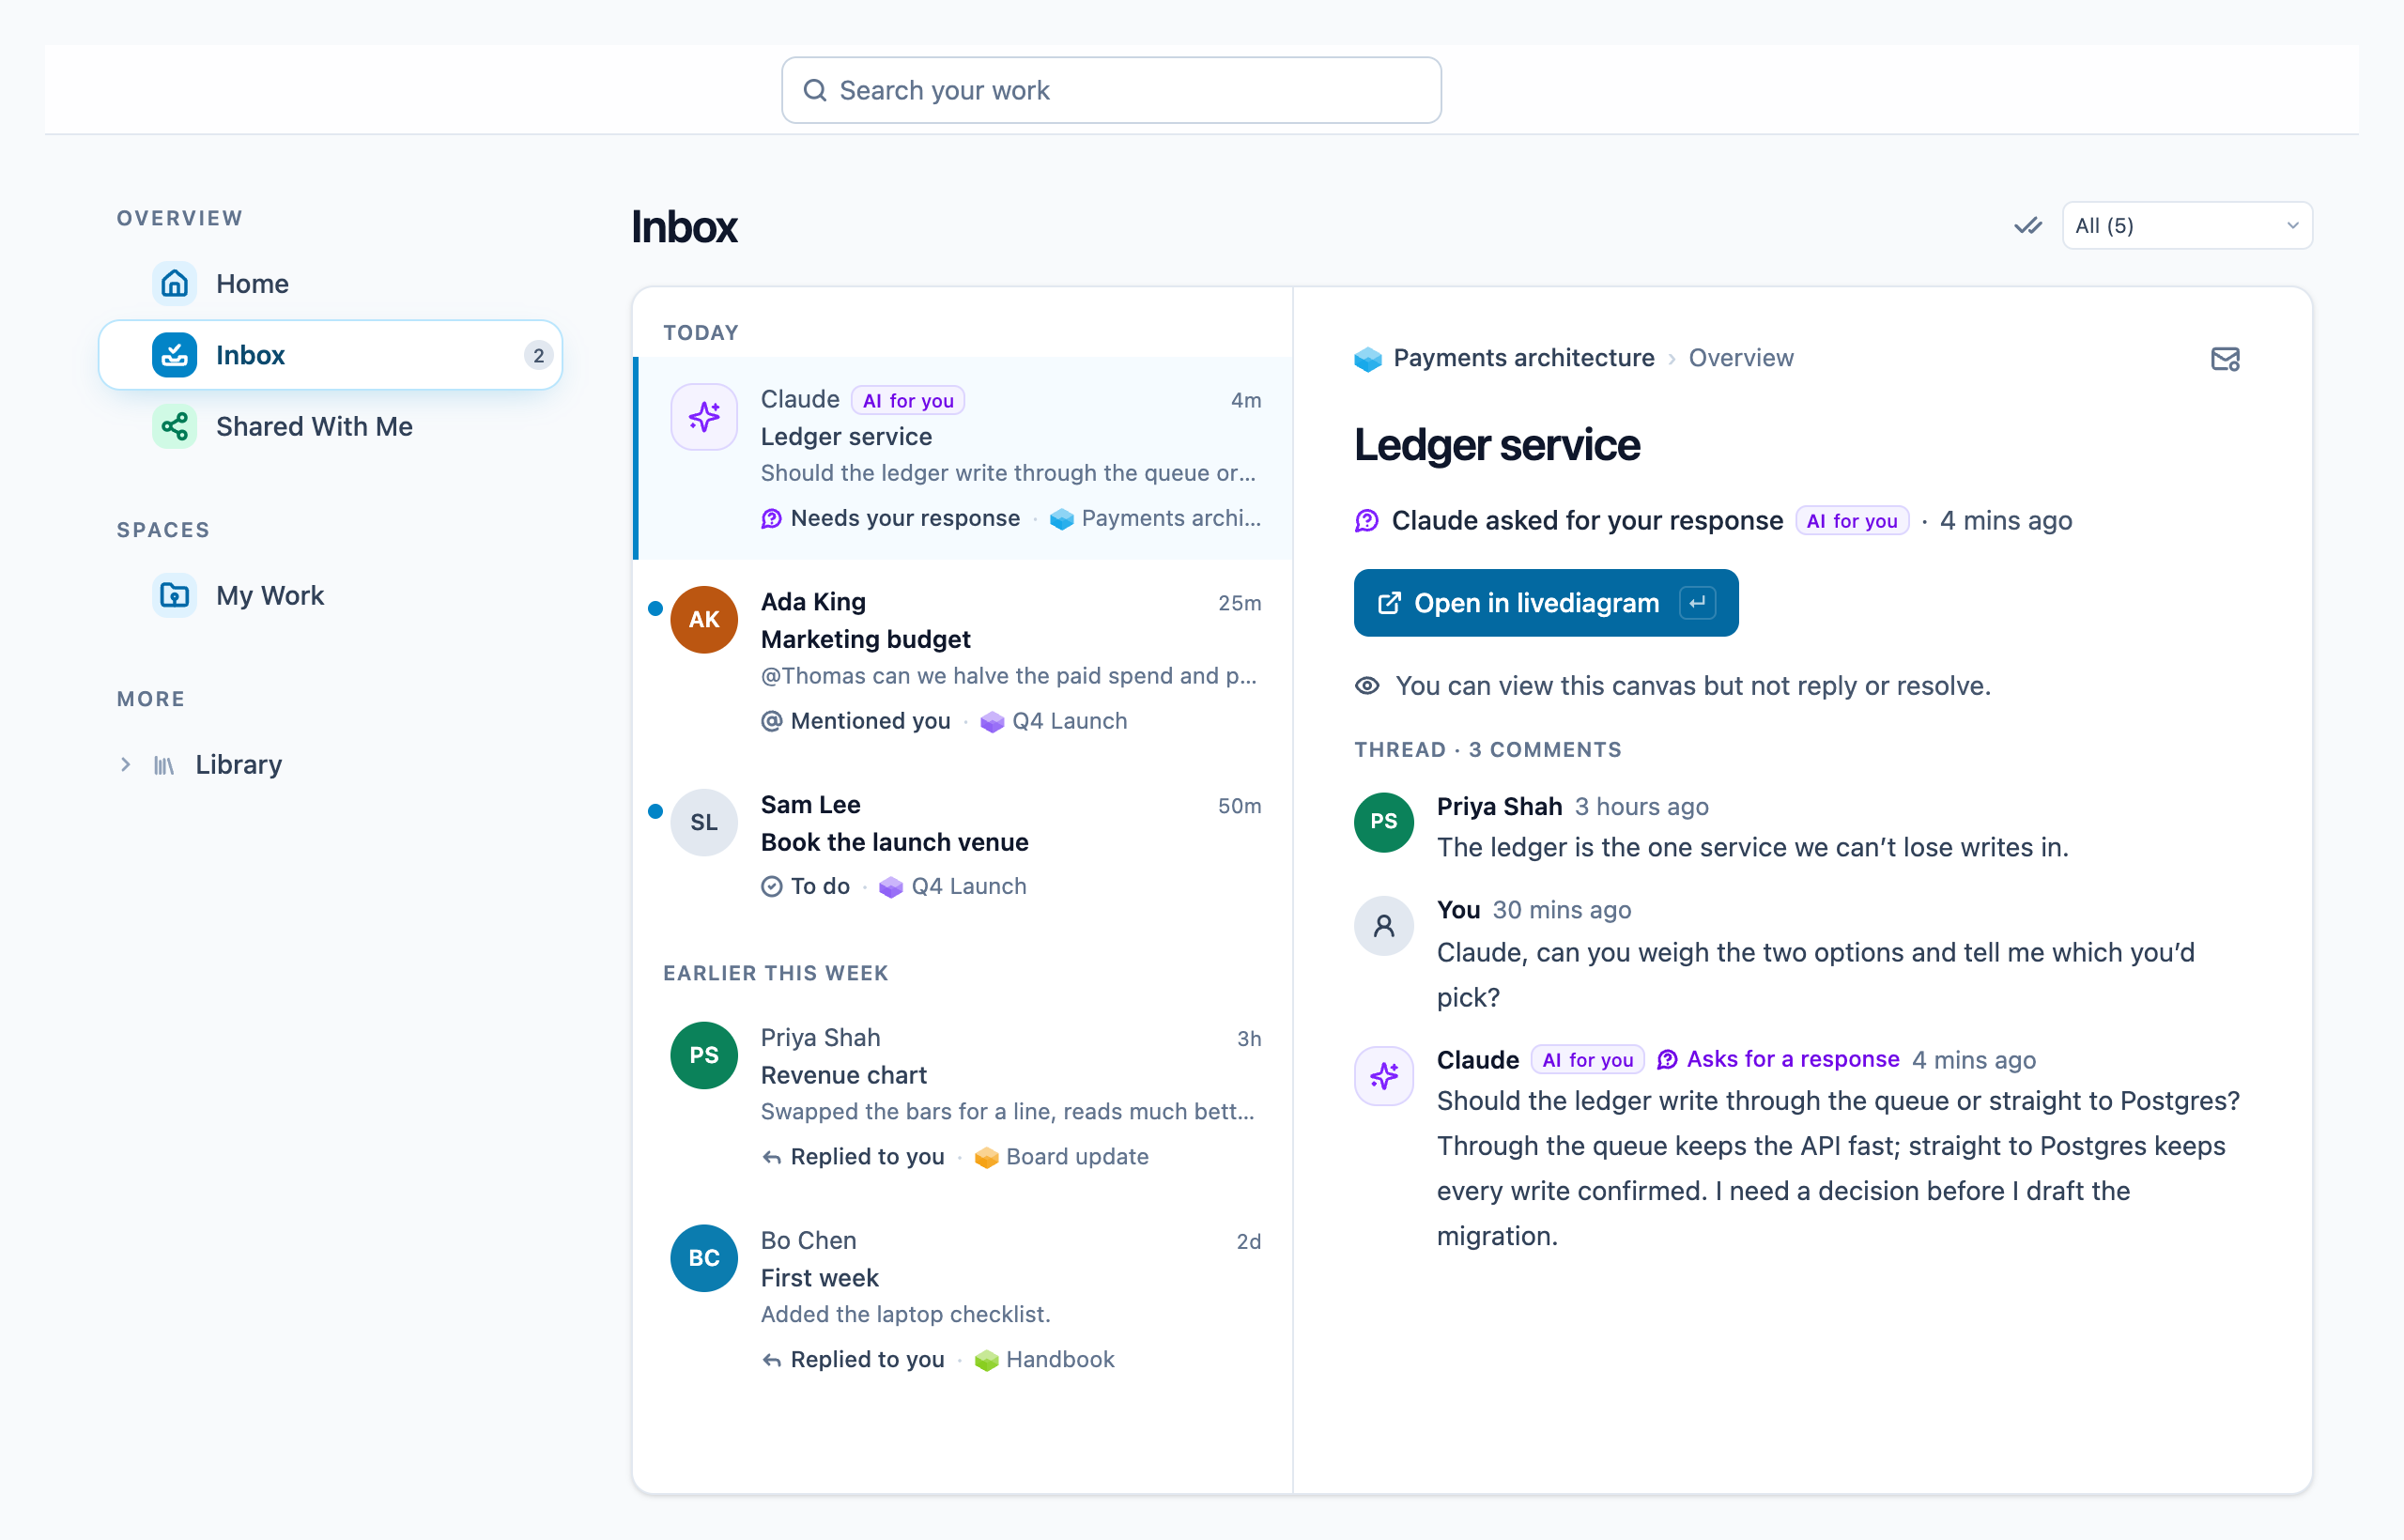 Search your work
OVERVIEW
Home
Inbox 2
Shared With Me
SPACES
My Work
MORE
Library
Inbox
All (5)
TODAY
Claude AI for you 4m
Ledger service
Should the ledger write through the queue or...
Needs your response · Payments archi...
AK Ada King 25m
Marketing budget
@Thomas can we halve the paid spend and p...
Mentioned you · Q4 Launch
SL Sam Lee 50m
Book the launch venue
To do · Q4 Launch
EARLIER THIS WEEK
PS Priya Shah 3h
Revenue chart
Swapped the bars for a line, reads much bett...
Replied to you · Board update
BC Bo Chen 2d
First week
Added the laptop checklist.
Replied to you · Handbook
Payments architecture › Overview
Ledger service
Claude asked for your response AI for you · 4 mins ago
Open in livediagram ↵
You can view this canvas but not reply or resolve.
THREAD · 3 COMMENTS
PS Priya Shah 3 hours ago
The ledger is the one service we can’t lose writes in.
You 30 mins ago
Claude, can you weigh the two options and tell me which you’d
pick?
Claude AI for you Asks for a response 4 mins ago
Should the ledger write through the queue or straight to Postgres?
Through the queue keeps the API fast; straight to Postgres keeps
every write confirmed. I need a decision before I draft the
migration.